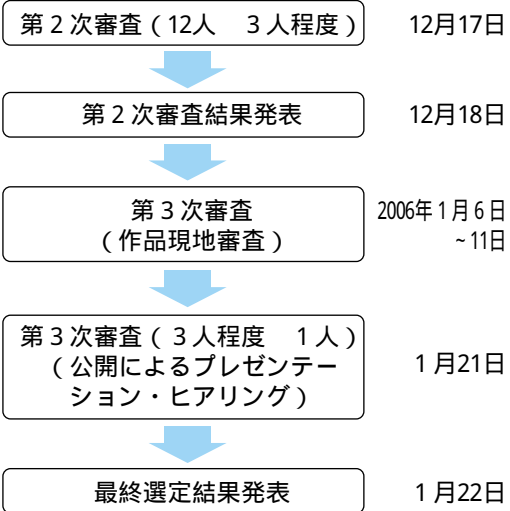 第２次審査（12人　３人程度）　12月17日
第２次審査結果発表　12月18日
第３次審査　2006年１月６日
（作品現地審査）　~11日
第３次審査（３人程度　１人）
（公開によるプレゼンテー　１月21日
ション・ヒアリング）
最終選定結果発表　１月22日